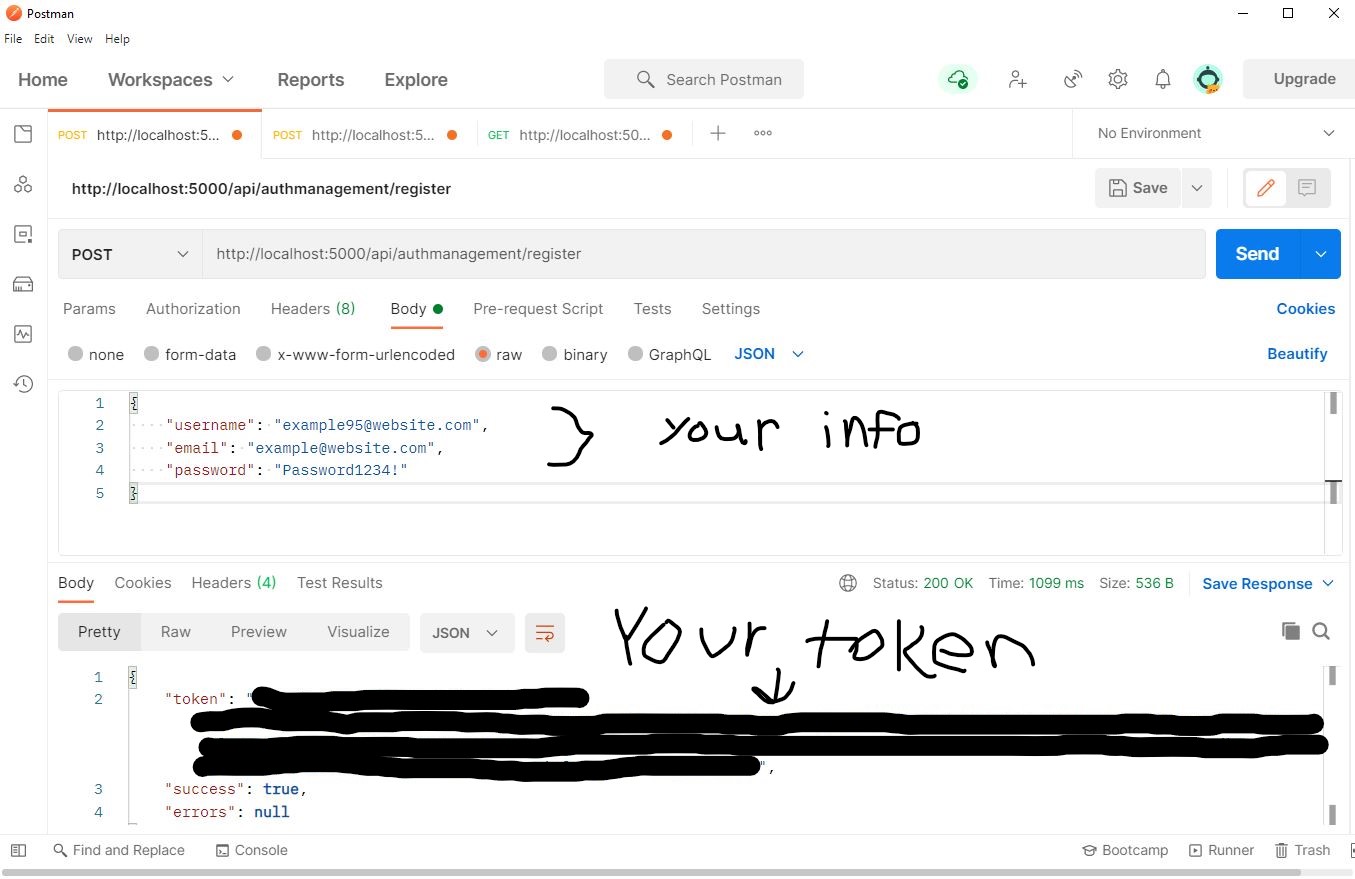 Postman
File Edit View Help
Home Workspaces Reports Explore Search Postman Upgrade
POST http://localhost:5... POST http://localhost:5... GET http://localhost:50... + ooo No Environment
http://localhost:5000/api/authmanagement/register Save
POST http://localhost:5000/api/authmanagement/register Send
Params Authorization Headers (8) Body Pre-request Script Tests Settings Cookies
none form-data x-www-form-urlencoded raw binary GraphQL JSON Beautify
1 {
2 "username": "example95@website.com",
3 "email": "example@website.com",
4 "password": "Password1234!"
5 }
} your info
Body Cookies Headers (4) Test Results Status: 200 OK Time: 1099 ms Size: 536 B Save Response
Pretty Raw Preview Visualize JSON
Your token
1 {
2 "token": "
",
3 "success": true,
4 "errors": null
Find and Replace Console Bootcamp Runner Trash